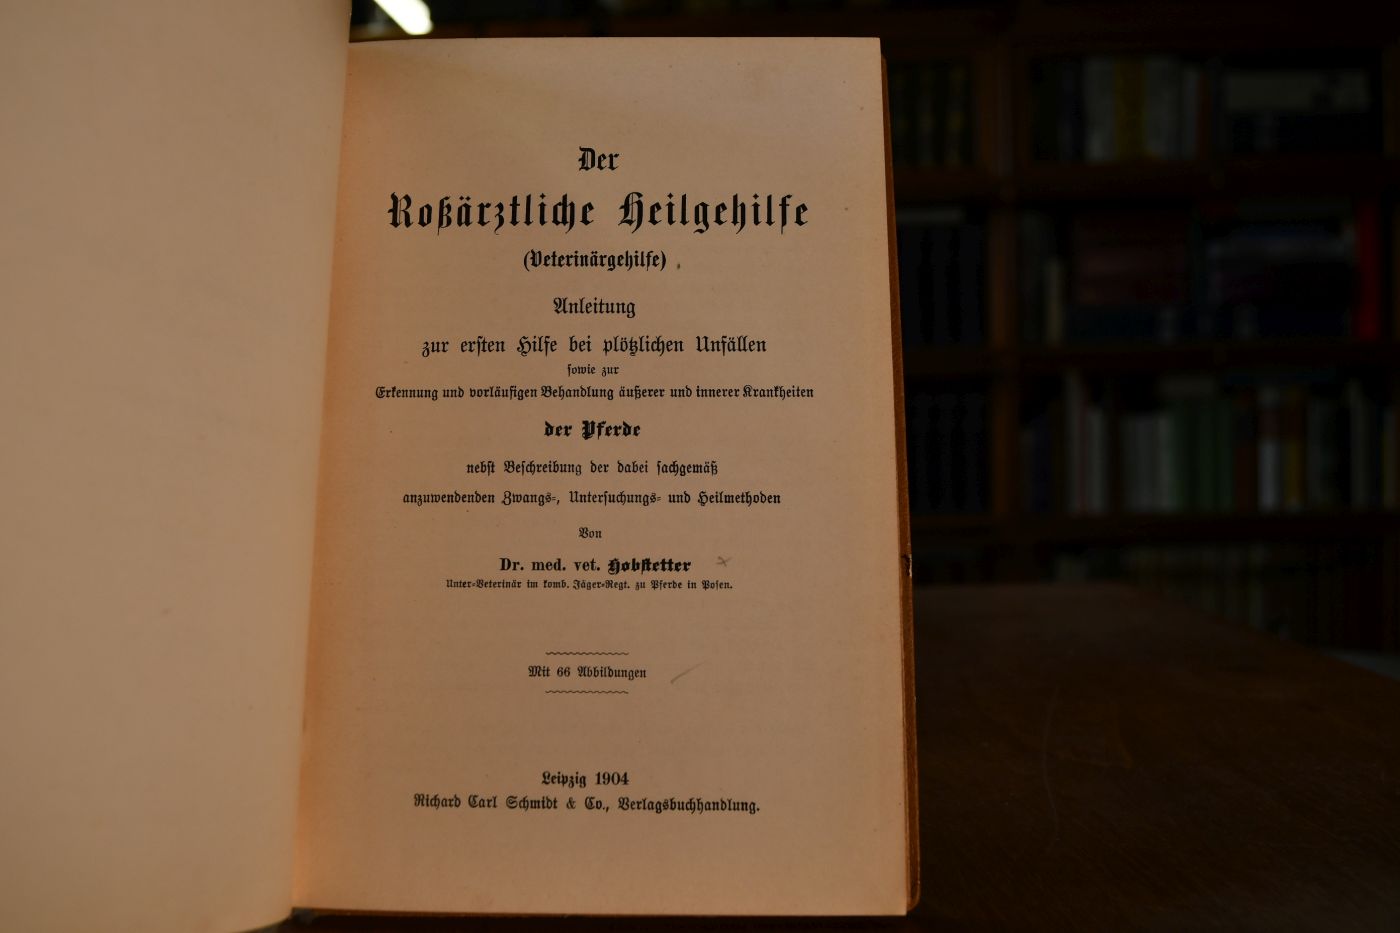 Der
Roßärztliche Heilgehilfe
(Veterinärgehilfe)
Anleitung
zur ersten Hilfe bei plötzlichen Unfällen
sowie zur
Erkennung und vorläufigen Behandlung äußerer und innerer Krankheiten
der Pferde
nebst Beschreibung der dabei sachgemäß
anzuwendenden Zwangs-, Untersuchungs- und Heilmethoden
Von
Dr. med. vet. Hobstetter
Unter-Veterinär im komb. Jäger-Regt. zu Pferde in Posen.
Mit 66 Abbildungen
Leipzig 1904
Richard Carl Schmidt & Co., Verlagsbuchhandlung.